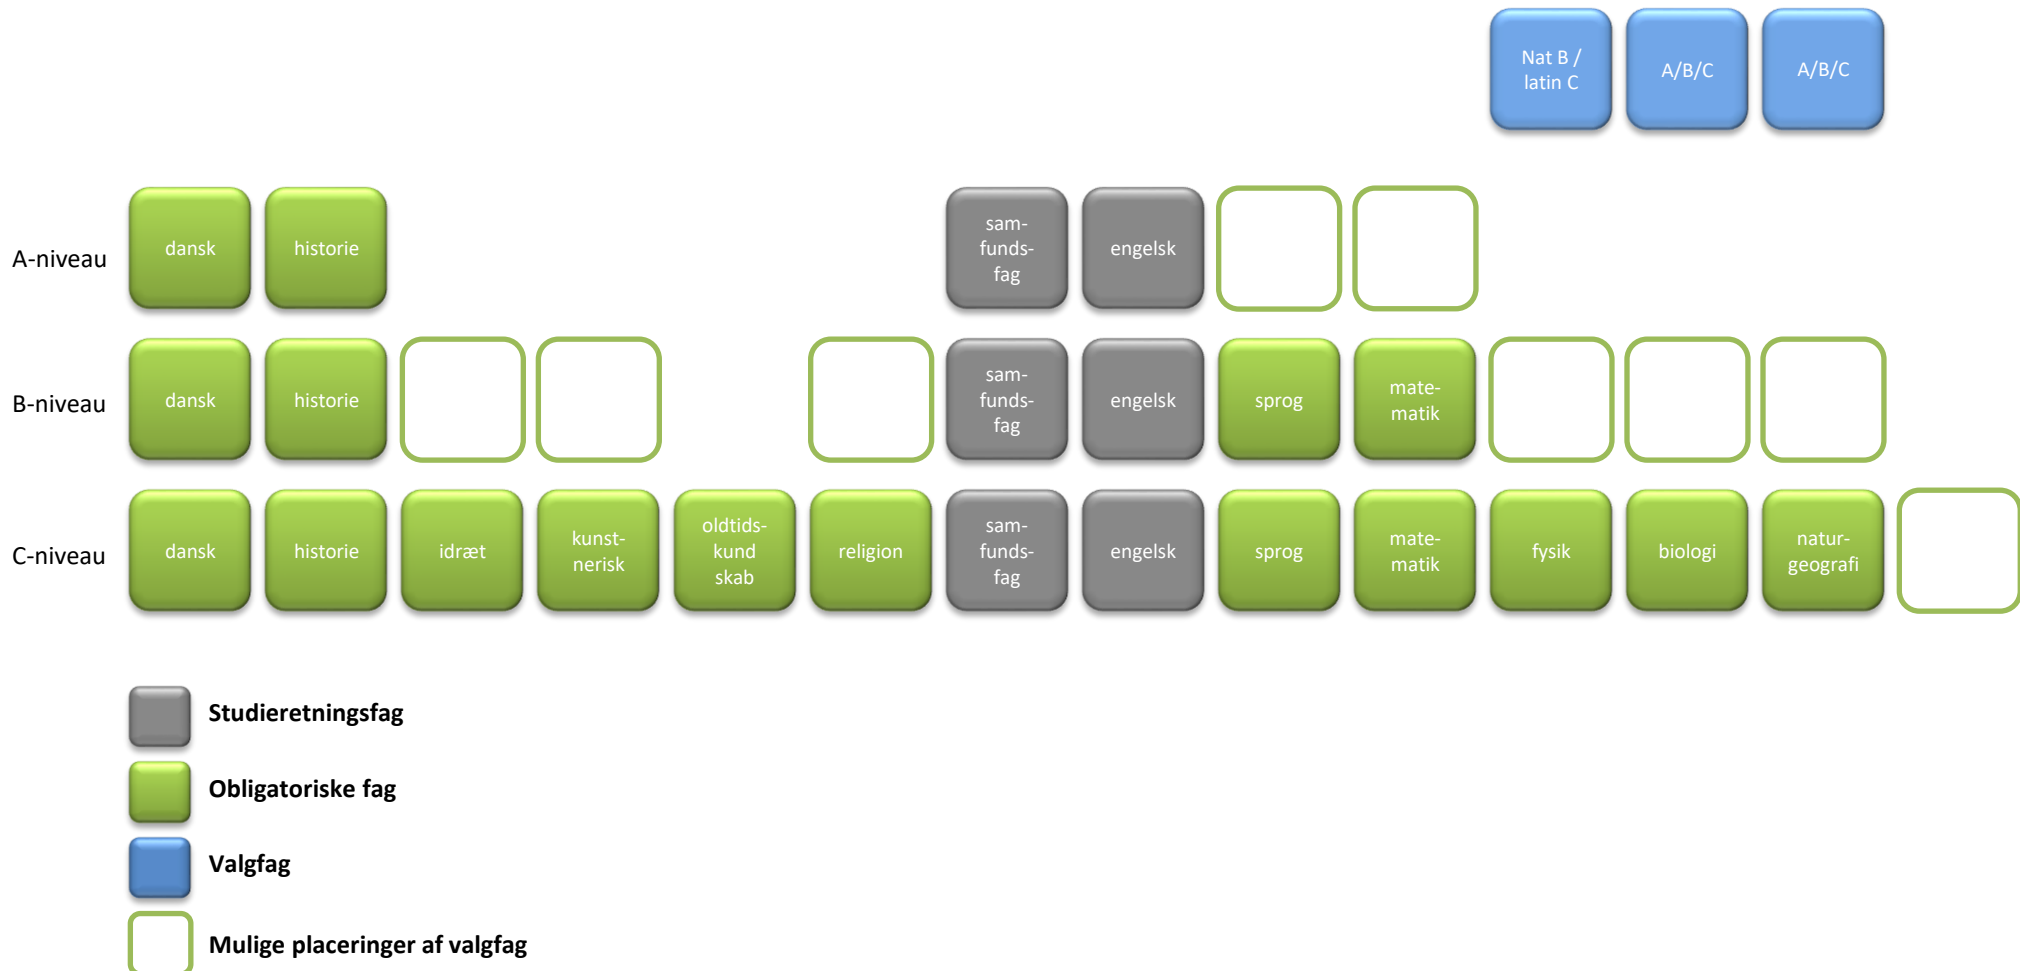 Nat B /
latin C
A/B/C
A/B/C
A-niveau
dansk
historie
sam-
funds-
fag
engelsk
B-niveau
dansk
historie
sam-
funds-
fag
engelsk
sprog
mate-
matik
C-niveau
dansk
historie
idræt
kunst-
nerisk
oldtids-
kund
skab
religion
sam-
funds-
fag
engelsk
sprog
mate-
matik
fysik
biologi
natur-
geografi
Studieretningsfag
Obligatoriske fag
Valgfag
Mulige placeringer af valgfag